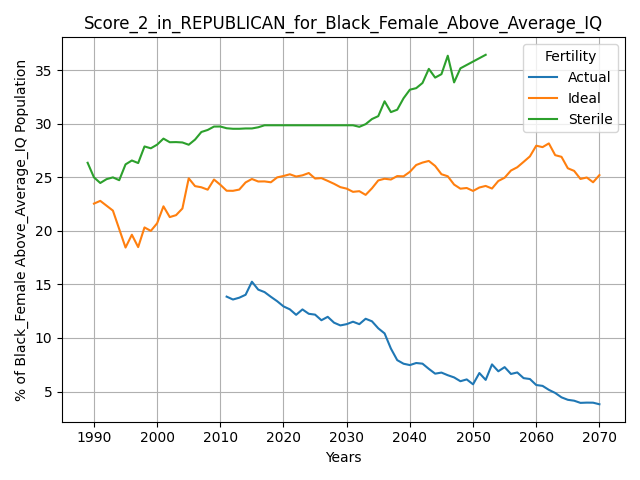 Score_2_in_REPUBLICAN_for_Black_Female_Above_Average_IQ
% of Black_Female Above_Average_IQ Population
35
30
25
20
15
10
5
Fertility
Actual
Ideal
Sterile
1990 2000 2010 2020 2030 2040 2050 2060 2070
Years